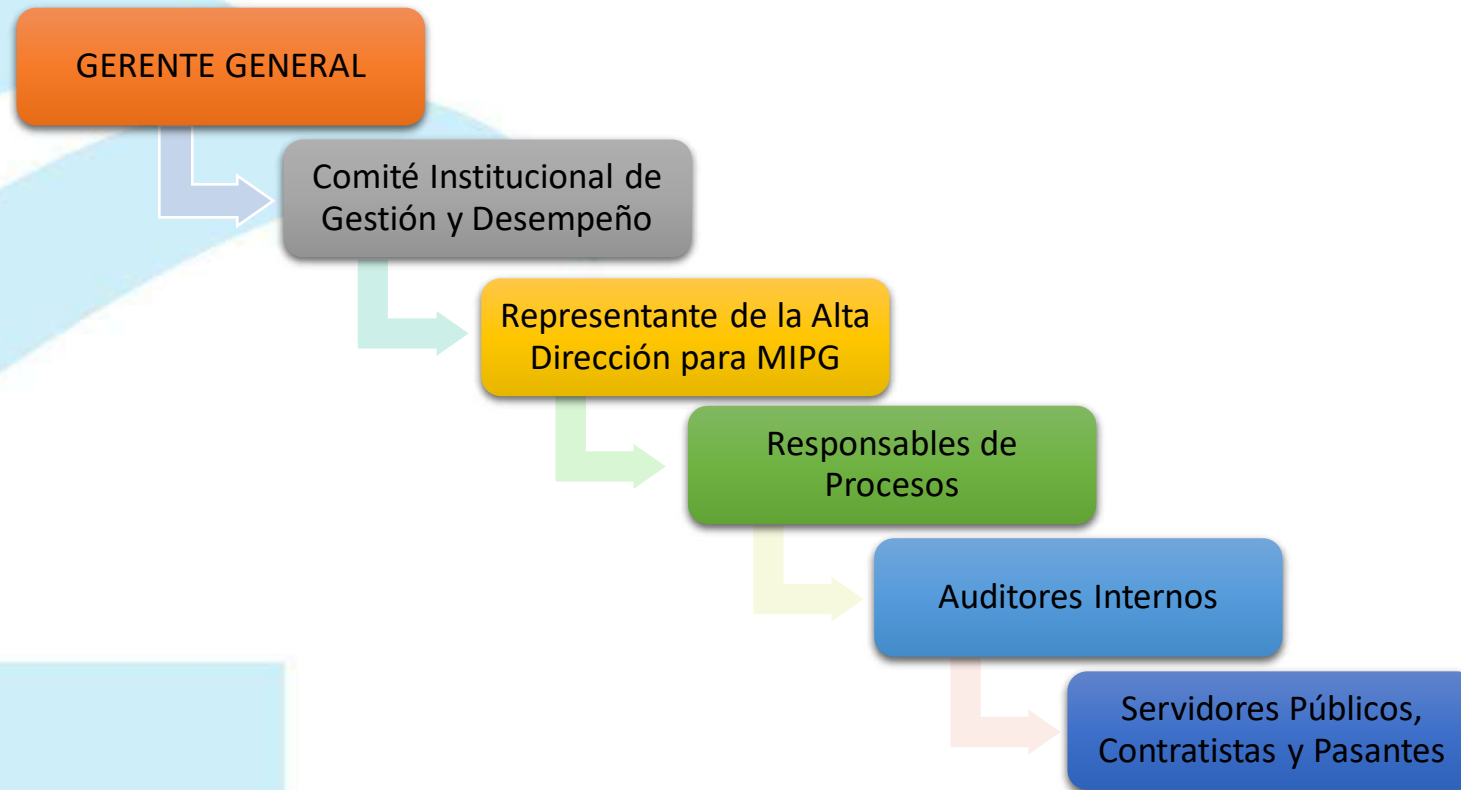 GERENTE GENERAL
Comité Institucional de
Gestión y Desempeño
Representante de la Alta
Dirección para MIPG
Responsables de
Procesos
Auditores Internos
Servidores Públicos,
Contratistas y Pasantes